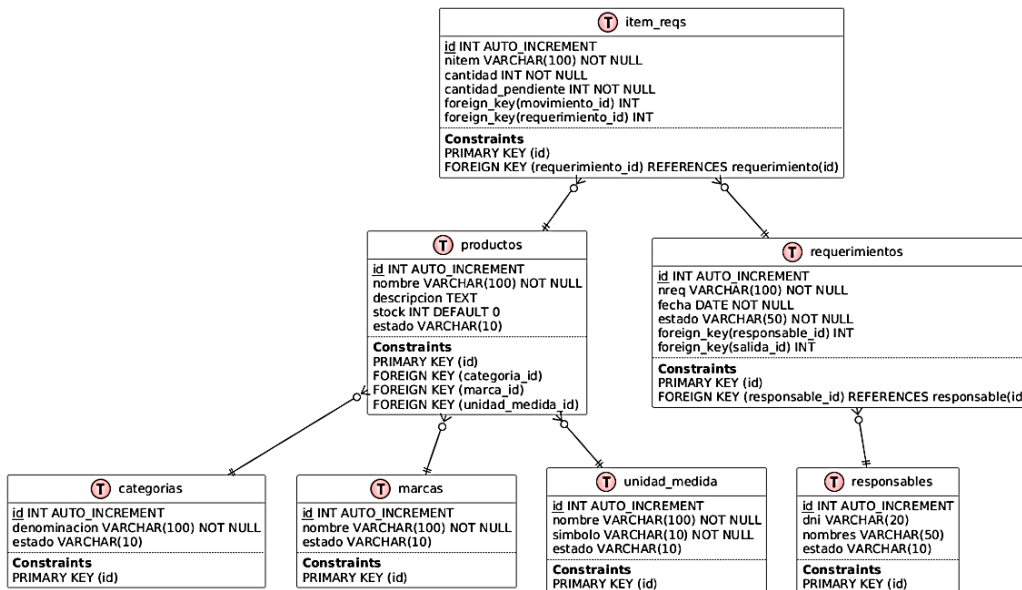 T item_reqs
id INT AUTO_INCREMENT
nitem VARCHAR(100) NOT NULL
cantidad INT NOT NULL
cantidad_pendiente INT NOT NULL
foreign_key(movimiento_id) INT
foreign_key(requerimiento_id) INT
Constraints
PRIMARY KEY (id)
FOREIGN KEY (requerimiento_id) REFERENCES requerimiento(id)
T productos
id INT AUTO_INCREMENT
nombre VARCHAR(100) NOT NULL
descripcion TEXT
stock INT DEFAULT 0
estado VARCHAR(10)
Constraints
PRIMARY KEY (id)
FOREIGN KEY (categoria_id)
FOREIGN KEY (marca_id)
FOREIGN KEY (unidad_medida_id)
T requerimientos
id INT AUTO_INCREMENT
nreq VARCHAR(100) NOT NULL
fecha DATE NOT NULL
estado VARCHAR(50) NOT NULL
foreign_key(responsable_id) INT
foreign_key(salida_id) INT
Constraints
PRIMARY KEY (id)
FOREIGN KEY (responsable_id) REFERENCES responsable(id
T categorias
id INT AUTO_INCREMENT
denominacion VARCHAR(100) NOT NULL
estado VARCHAR(10)
Constraints
PRIMARY KEY (id)
T marcas
id INT AUTO_INCREMENT
nombre VARCHAR(100) NOT NULL
estado VARCHAR(10)
Constraints
PRIMARY KEY (id)
T unidad_medida
id INT AUTO_INCREMENT
nombre VARCHAR(100) NOT NULL
simbolo VARCHAR(10) NOT NULL
estado VARCHAR(10)
Constraints
PRIMARY KEY (id)
T responsables
id INT AUTO_INCREMENT
dni VARCHAR(20)
nombres VARCHAR(50)
estado VARCHAR(10)
Constraints
PRIMARY KEY (id)